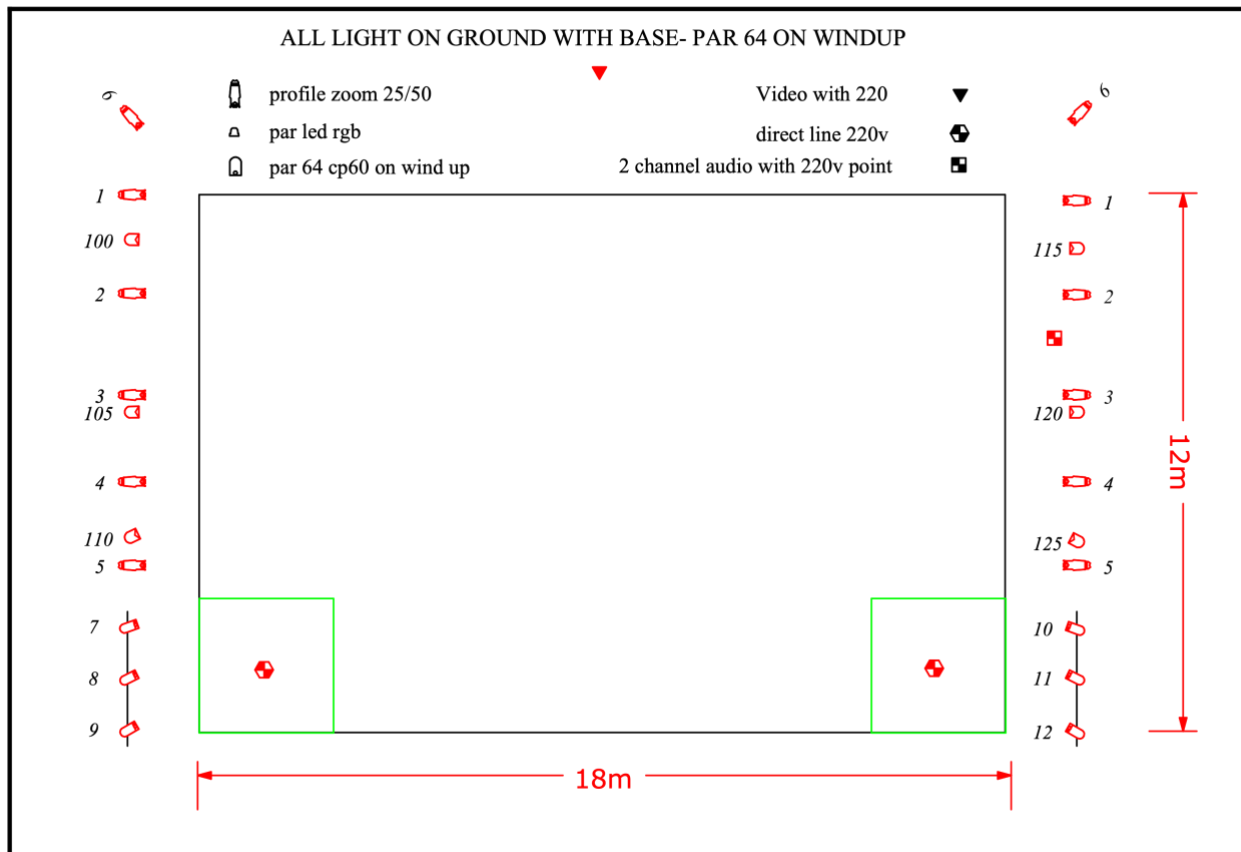 ALL LIGHT ON GROUND WITH BASE- PAR 64 ON WINDUP
profile zoom 25/50
Video with 220
par led rgb
direct line 220v
par 64 cp60 on wind up
2 channel audio with 220v point
6
6
1
1
100
115
2
2
3
3
105
120
4
4
110
125
5
5
7
10
8
11
9
12
12m
18m